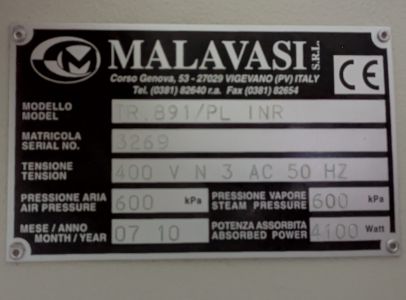 MALAVASI S.R.L.
Corso Genova, 53 - 27029 VIGEVANO (PV) ITALY
Tel. (0381) 82640 r.a. Fax (0381) 82654
CE
MODELLO
MODEL
TR.891/PL INR
MATRICOLA
SERIAL NO.
3269
TENSIONE
TENSION
400 V N 3 AC 50 HZ
PRESSIONE ARIA
AIR PRESSURE
600 kPa
PRESSIONE VAPORE
STEAM PRESSURE
600 kPa
MESE / ANNO
MONTH / YEAR
07 10
POTENZA ASSORBITA
ABSORBED POWER
4100 Watt